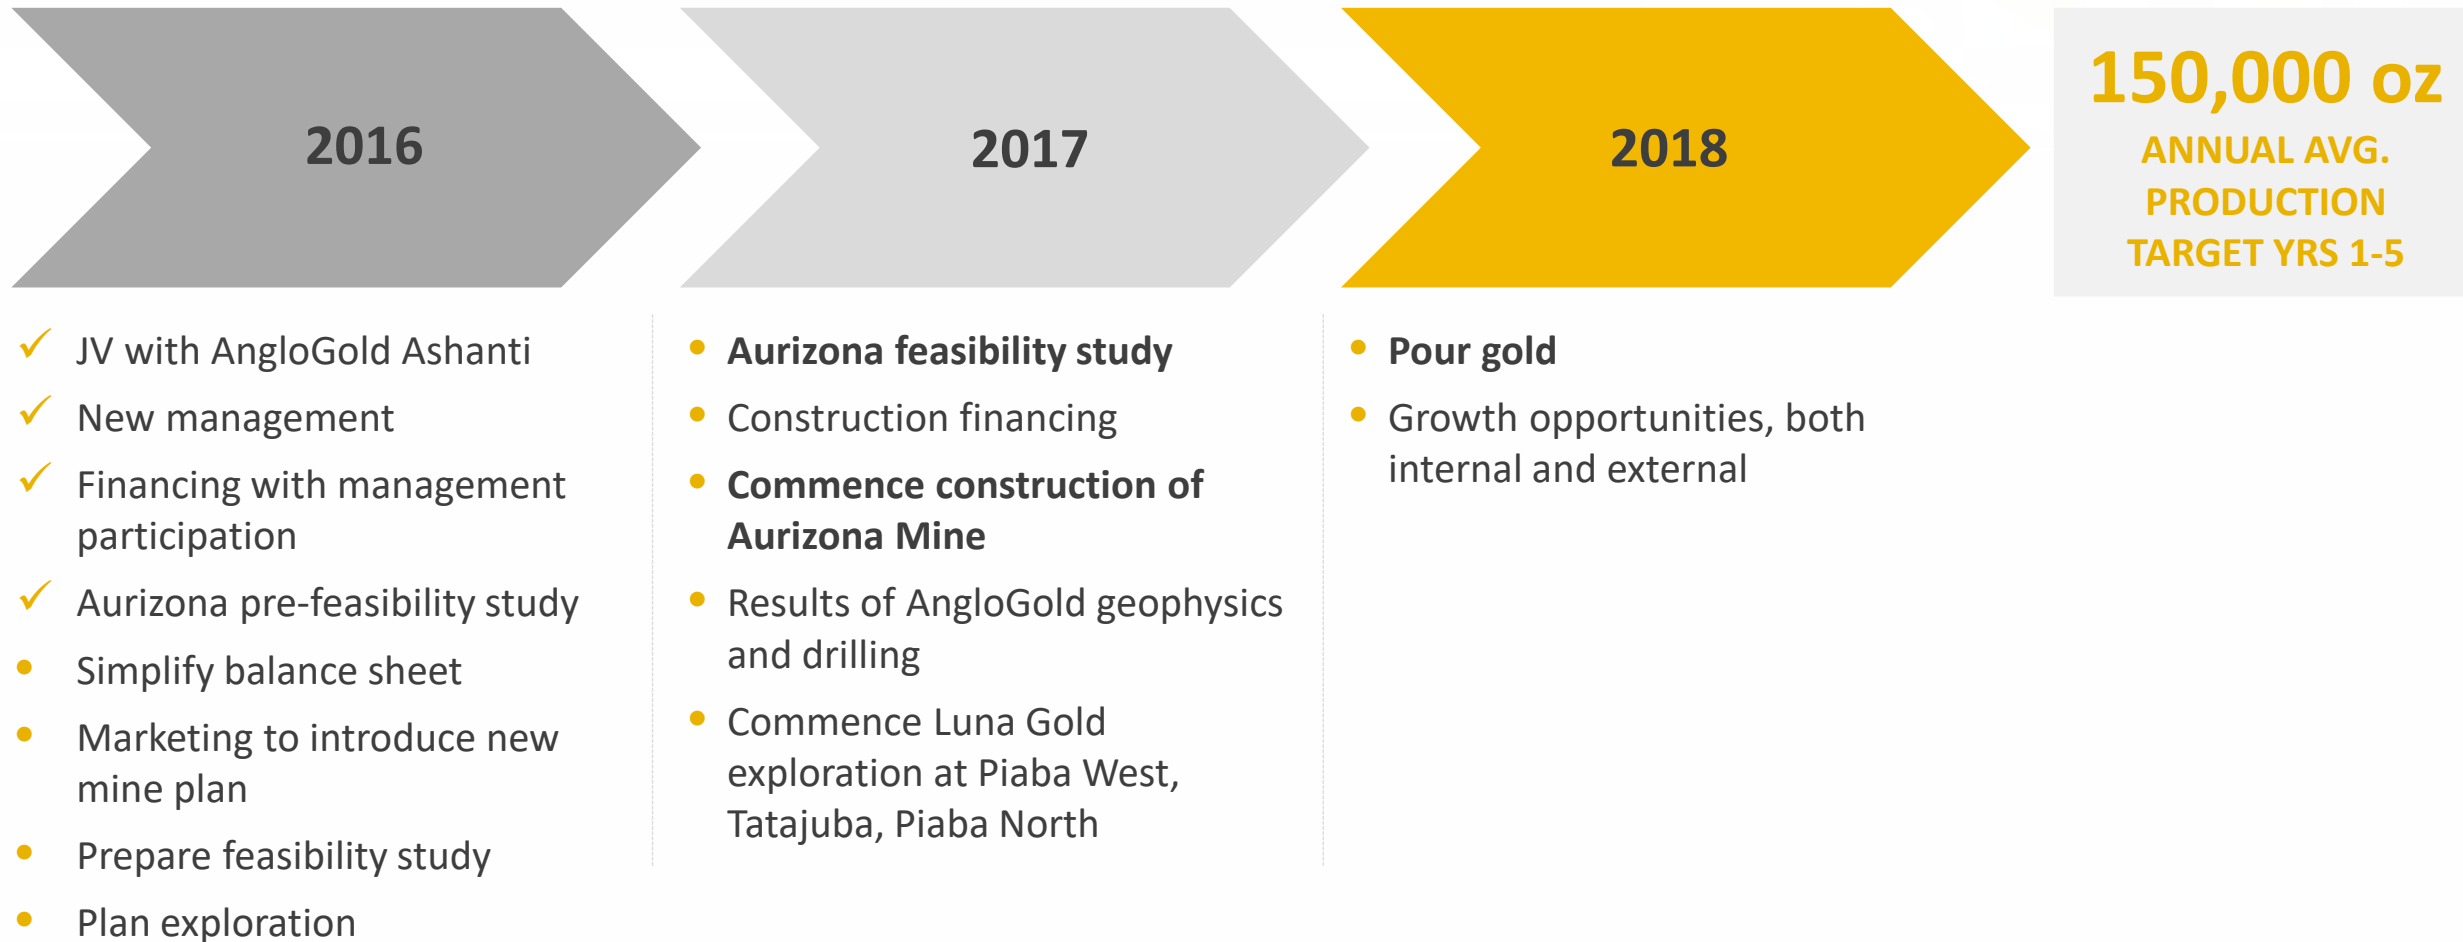 2016
2017
2018
150,000 oz
ANNUAL AVG.
PRODUCTION
TARGET YRS 1-5
✓ JV with AngloGold Ashanti
✓ New management
✓ Financing with management
participation
✓ Aurizona pre-feasibility study
• Simplify balance sheet
• Marketing to introduce new
mine plan
• Prepare feasibility study
• Plan exploration
• Aurizona feasibility study
• Construction financing
• Commence construction of
Aurizona Mine
• Results of AngloGold geophysics
and drilling
• Commence Luna Gold
exploration at Piaba West,
Tatajuba, Piaba North
• Pour gold
• Growth opportunities, both
internal and external